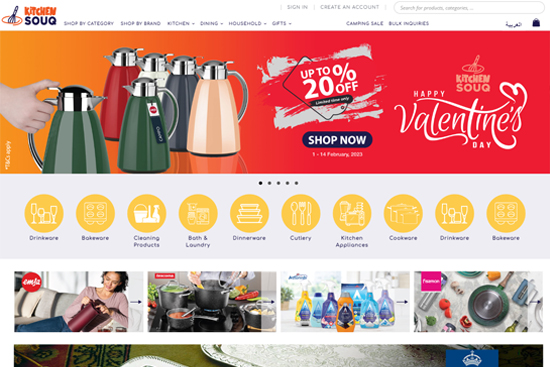 KITCHEN
SOUQ
SIGN IN | CREATE AN ACCOUNT
Search for products, categories, ...
SHOP BY CATEGORY SHOP BY BRAND KITCHEN DINING HOUSEHOLD GIFTS CAMPING SALE BULK INQUIRIES العربية
UP TO
20% OFF
Limited time only
SHOP NOW
1 - 14 February, 2023
KITCHEN
SOUQ
HAPPY
Valentine's
DAY
*T&Cs apply
Drinkware Bakeware Cleaning Products Bath & Laundry Dinnerware Cutlery Kitchen Appliances Cookware Drinkware Bakeware
emsa